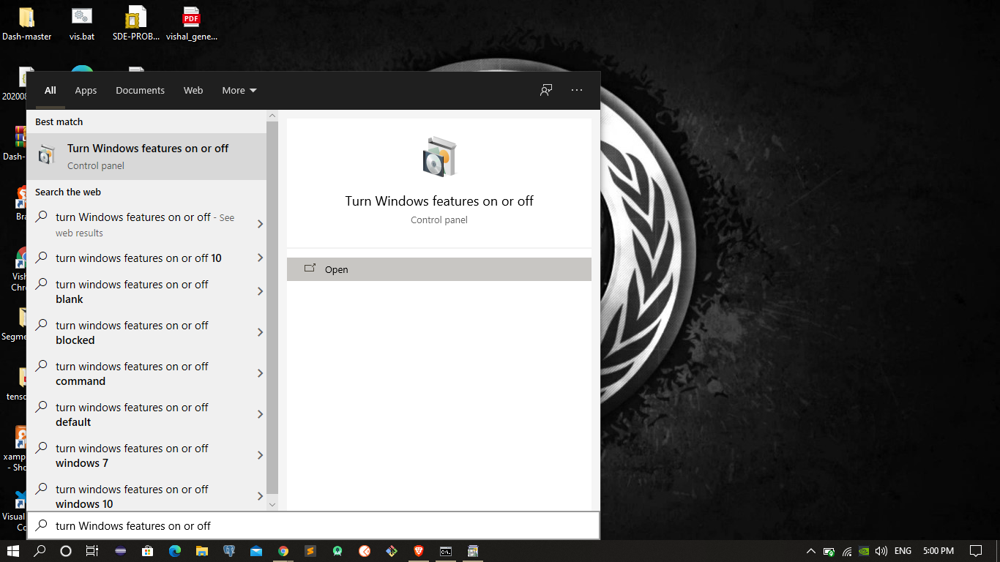 Dash-master
vis.bat
SDE-PROB...
vishal_gene...
PDF
202008
Dash-
Bra
Vish
Chr
Segme
tenso
xamp
- Sho
Visual
Co
All
Apps
Documents
Web
More
Best match
Turn Windows features on or off
Control panel
Search the web
turn Windows features on or off - See
web results
turn windows features on or off 10
turn windows features on or off
blank
turn windows features on or off
blocked
turn windows features on or off
command
turn windows features on or off
default
turn windows features on or off
windows 7
turn windows features on or off
windows 10
Turn Windows features on or off
Control panel
Open
turn Windows features on or off
ENG
5:00 PM